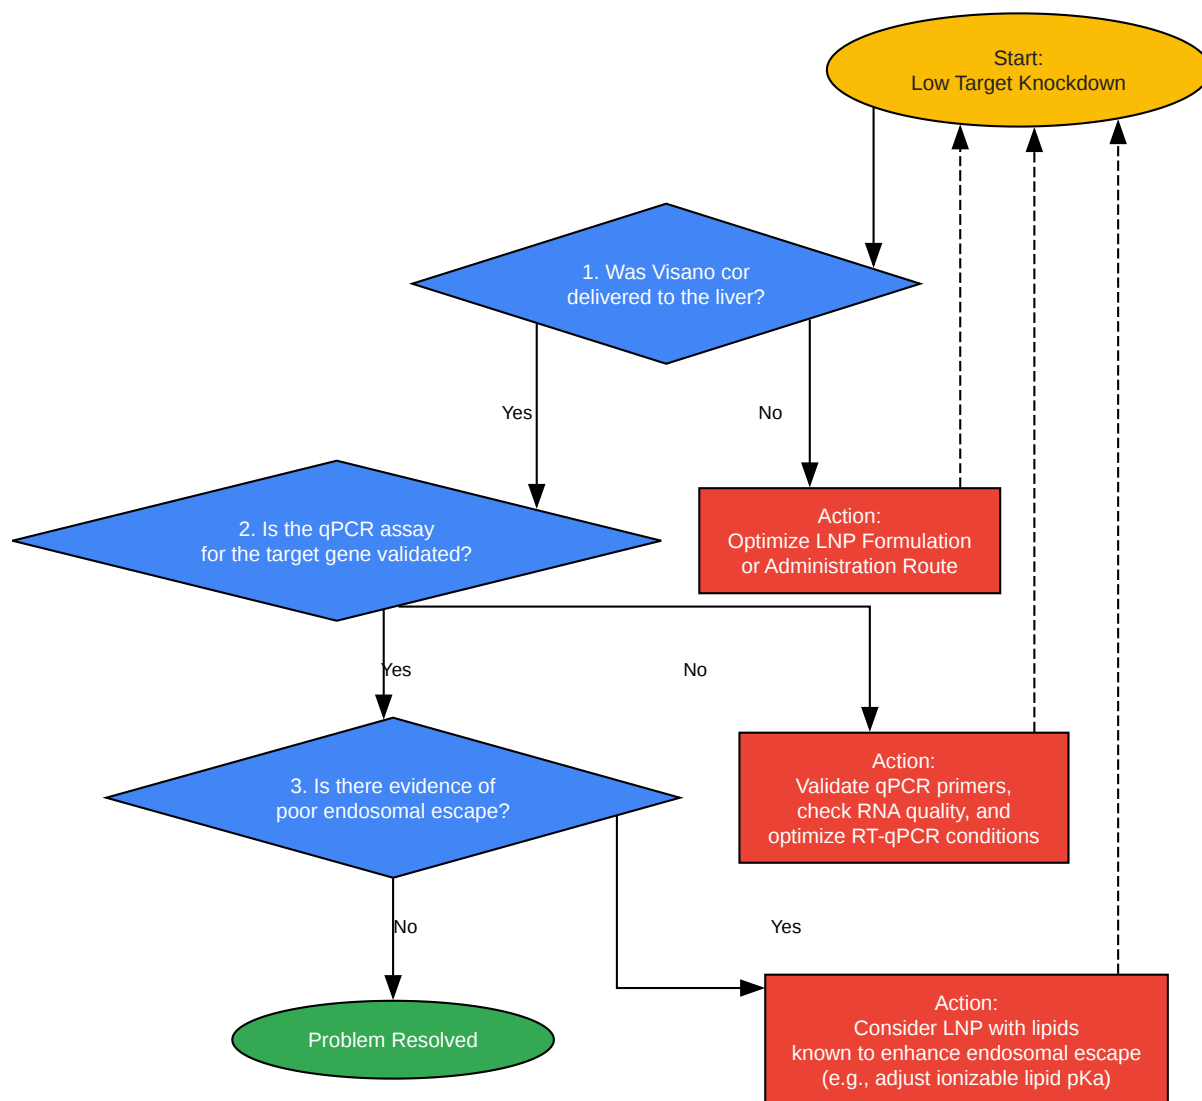 Start:
Low Target Knockdown
1. Was Visano cor
delivered to the liver?
Yes
No
2. Is the qPCR assay
for the target gene validated?
Action:
Optimize LNP Formulation
or Administration Route
Yes
No
3. Is there evidence of
poor endosomal escape?
Action:
Validate qPCR primers,
check RNA quality, and
optimize RT-qPCR conditions
No
Yes
Problem Resolved
Action:
Consider LNP with lipids
known to enhance endosomal escape
(e.g., adjust ionizable lipid pKa)